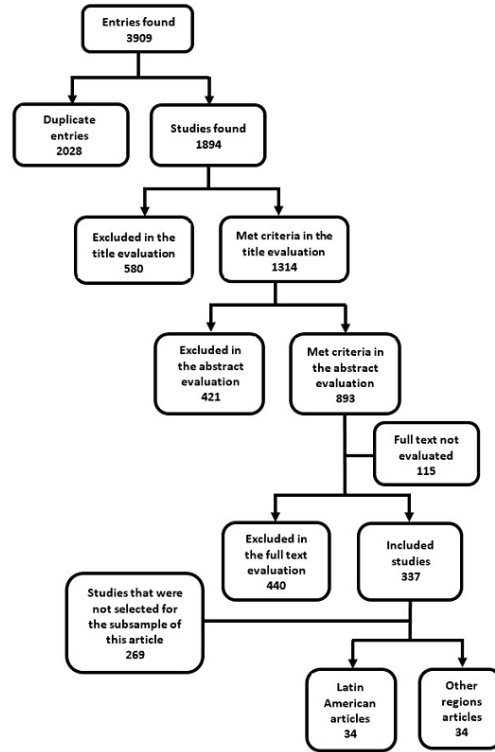 Entries found
3909
Duplicate
entries
2028
Studies found
1894
Excluded in the
title evaluation
580
Met criteria in the
title evaluation
1314
Excluded in
the abstract
evaluation
421
Met criteria in
the abstract
evaluation
893
Full text not
evaluated
115
Excluded in
the full text
evaluation
440
Included
studies
337
Studies that were
not selected for
the subsample of
this article
269
Latin
American
articles
34
Other
regions
articles
34